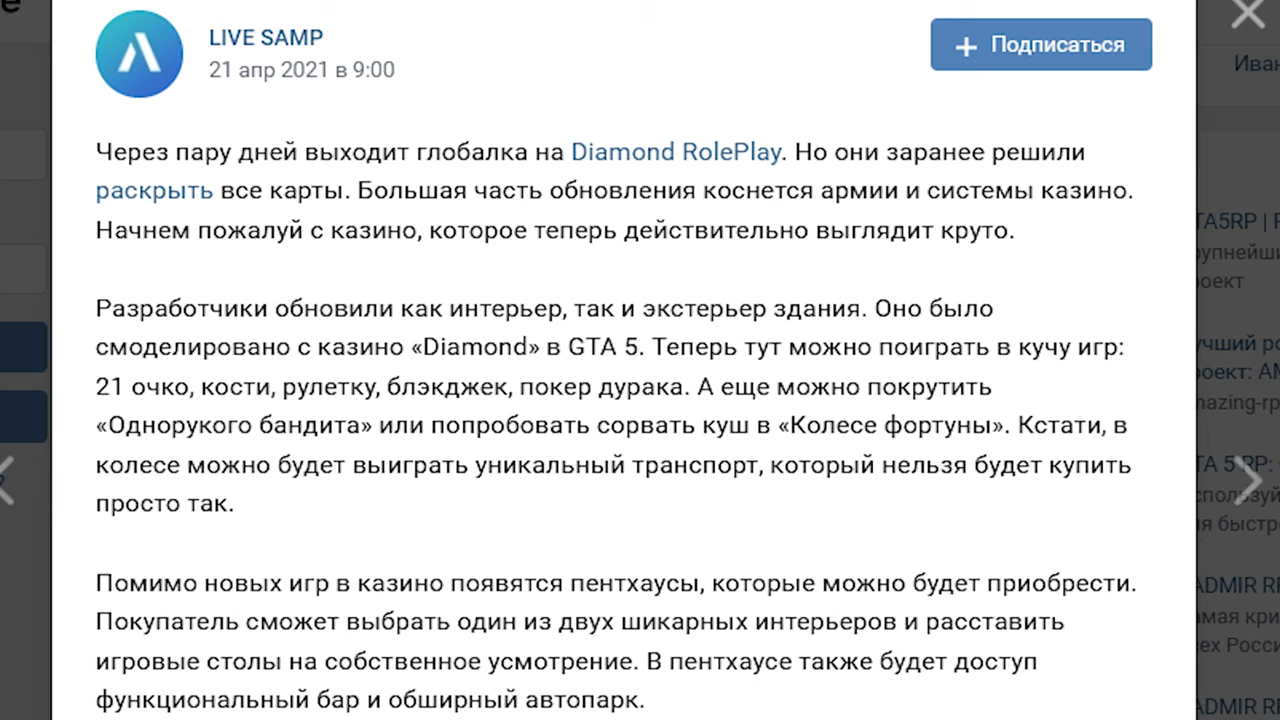 LIVE SAMP
21 апр 2021 в 9:00
Подписаться
Через пару дней выходит глобалка на Diamond RolePlay. Но они заранее решили
раскрыть все карты. Большая часть обновления коснется армии и системы казино.
Начнем пожалуй с казино, которое теперь действительно выглядит круто.
Разработчики обновили как интерьер, так и экстерьер здания. Оно было
смоделировано с казино «Diamond» в GTA 5. Теперь тут можно поиграть в кучу игр:
21 очко, кости, рулетку, блэкджек, покер дурака. А еще можно покрутить
«Однорукого бандита» или попробовать сорвать куш в «Колесе фортуны». Кстати, в
колесе можно будет выиграть уникальный транспорт, который нельзя будет купить
просто так.
Помимо новых игр в казино появятся пентхаусы, которые можно будет приобрести.
Покупатель сможет выбрать один из двух шикарных интерьеров и расставить
игровые столы на собственное усмотрение. В пентхаусе также будет доступ
функциональный бар и обширный автопарк.